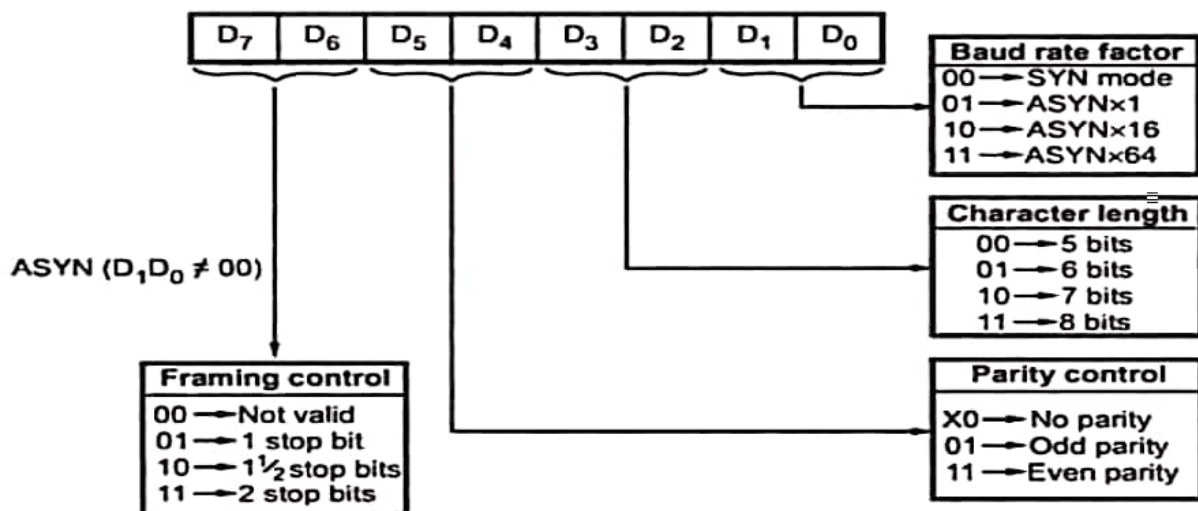 D₇ D₆ D₅ D₄ D₃ D₂ D₁ D₀
Baud rate factor
00→SYN mode
01→ASYN×1
10→ASYN×16
11→ASYN×64
Character length
00→5 bits
01→6 bits
10→7 bits
11→8 bits
ASYN (D₁D₀ ≠ 00)
Framing control
00→Not valid
01→1 stop bit
10→1½ stop bits
11→2 stop bits
Parity control
X0→No parity
01→Odd parity
11→Even parity